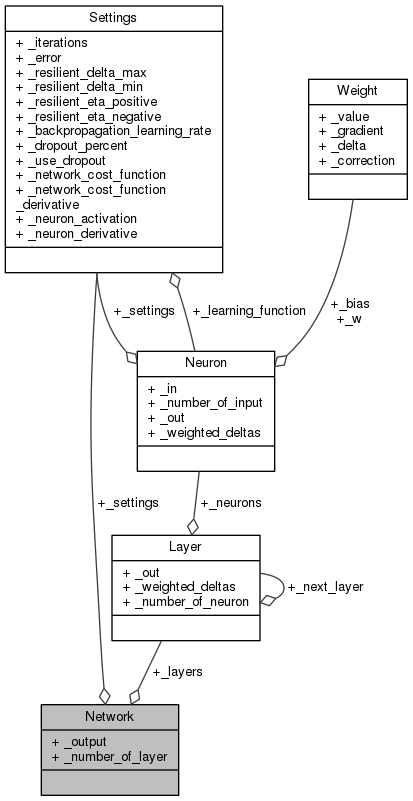 Settings
+ _iterations
+ _error
+ _resilient_delta_max
+ _resilient_delta_min
+ _resilient_eta_positive
+ _resilient_eta_negative
+ _backpropagation_learning_rate
+ _dropout_percent
+ _use_dropout
+ _network_cost_function
+ _network_cost_function
_derivative
+ _neuron_activation
+ _neuron_derivative
Weight
+ _value
+ _gradient
+ _delta
+ _correction
+_settings
+_learning_function
+_bias
+_w
Neuron
+ _in
+ _number_of_input
+ _out
+ _weighted_deltas
+_settings
+_neurons
Layer
+ _out
+ _weighted_deltas
+ _number_of_neuron
+_next_layer
+_layers
Network
+ _output
+ _number_of_layer